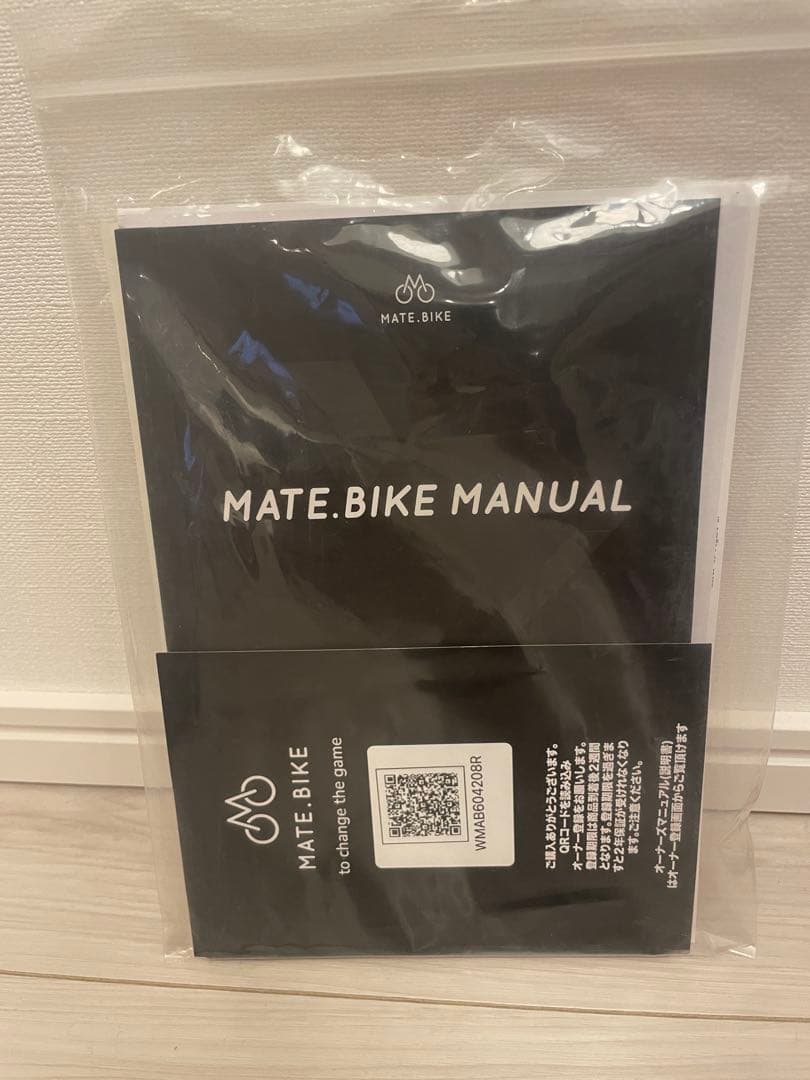 MATE.BIKE
MATE.BIKE MANUAL
MATE.BIKE
to change the game
WMAB604208R
ご購入ありがとうございます。
QRコードを読み込み
オーナー登録をお願いします。
登録期限は商品到着後2週間
となります。登録期限を過ぎま
すと2年保証が受けれなくなり
ます。ご注意ください。
オーナーズマニュアル(説明書)
はオーナー登録画面からご覧頂けます